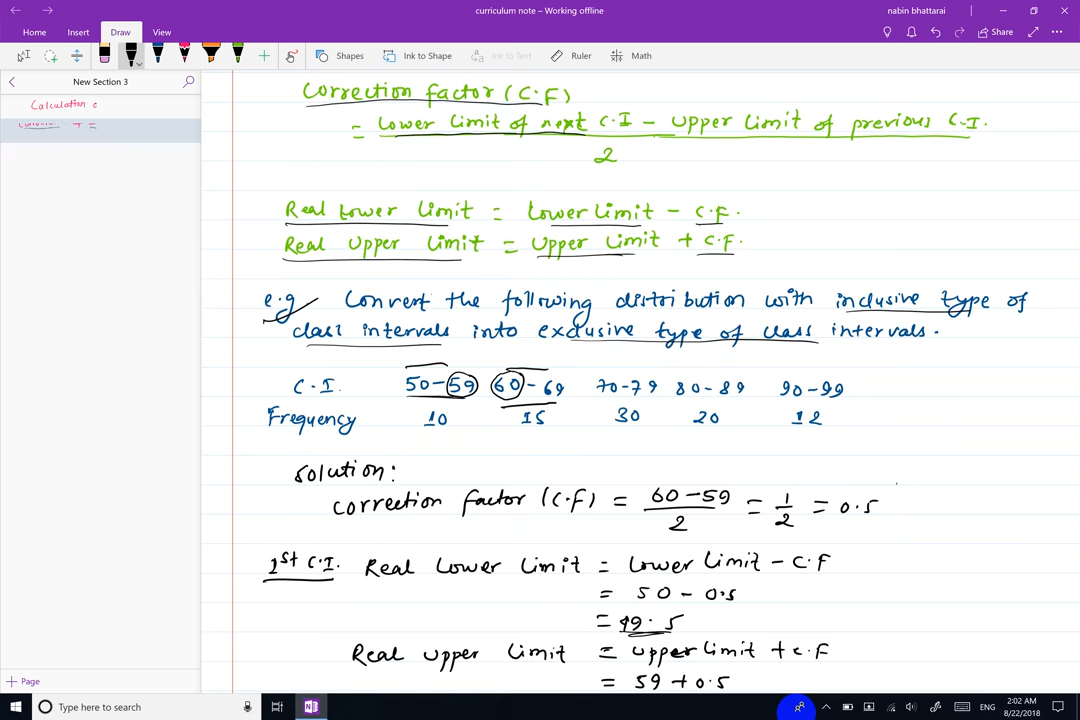 curriculum note – Working offline
nabin bhattarai
Home Insert Draw View
Share
Shapes Ink to Shape Ink to Text Ruler Math
New Section 3
Calculation c
Correction factor (C.F)
= Lower Limit of next C.I – Upper Limit of previous C.I.
2
Real Lower Limit = Lower Limit – C.F.
Real Upper Limit = Upper Limit + C.F.
e.g Convert the following distribution with inclusive type of
class intervals into exclusive type of class intervals.
C.I. 50-59 60-69 70-79 80-89 90-99
Frequency 10 15 30 20 12
Solution:
Correction factor (C.F) = 60-59 / 2 = 1/2 = 0.5
1st C.I. Real Lower Limit = Lower Limit – C.F
= 50 – 0.5
= 49.5
Real Upper Limit = Upper Limit + C.F
= 59 + 0.5
Page
Type here to search
ENG
2:02 AM
8/22/2018